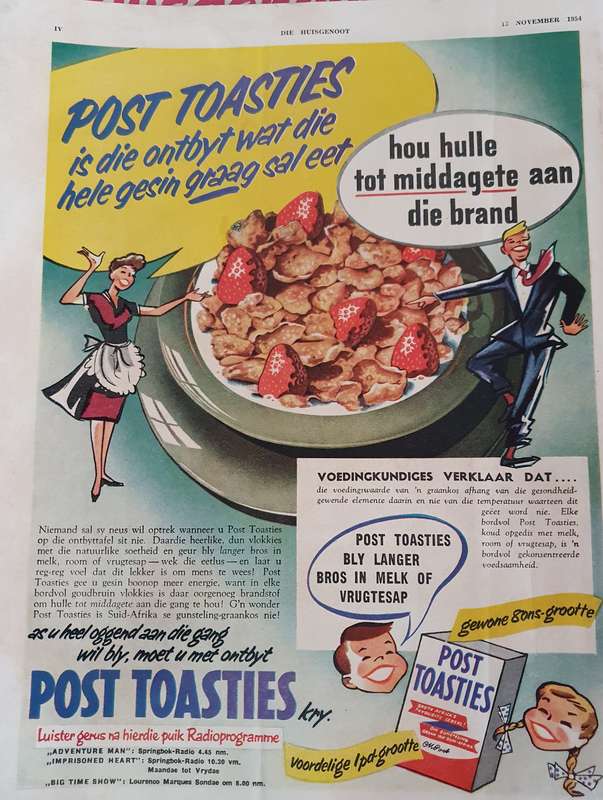 IV
DIE HUISGENOOT
12 NOVEMBER 1954
POST TOASTIES
is die ontbyt wat die
hele gesin graag sal eet
hou hulle
tot middagete aan
die brand
VOEDINGKUNDIGES VERKLAAR DAT....
die voedingwaarde van 'n graankos afhang van die gesondheid-
gewende elemente daarin en nie van die temperatuur waarteen dit
geëet word nie. Elke
bordvol Post Toasties,
koud opgedis met melk,
room of vrugtesap, is 'n
bordvol gekonsentreerde
voedsaamheid.
Niemand sal sy neus wil optrek wanneer u Post Toasties
op die ontbyttafel sit nie. Daardie heerlike, dun vlokkies
met die natuurlike soetheid en geur bly langer bros in
melk, room of vrugtesap — wek die eetlus — en laat u
reg-reg voel dat dit lekker is om mens te wees! Post
Toasties gee u gesin boonop meer energie, want in elke
bordvol goudbruin vlokkies is daar oorgenoeg brandstof
om hulle tot middagete aan die gang te hou! G'n wonder
Post Toasties is Suid-Afrika se gunsteling-graankos nie!
POST TOASTIES
BLY LANGER
BROS IN MELK OF
VRUGTESAP
as u heel oggend aan die gang
wil bly, moet u met ontbyt
POST TOASTIES kry.
gewone 8ons-grootte
POST
TOASTIES
SOUTH AFRICA'S
FAVOURITE CEREAL!
voordelige 1pd-grootte
Luister gerus na hierdie puik Radioprogramme
„ADVENTURE MAN": Springbok-Radio 4.45 nm.
„IMPRISONED HEART": Springbok-Radio 10.30 vm.
Maandae tot Vrydae
„BIG TIME SHOW": Lourenco Marques Sondae om 8.00 nm.